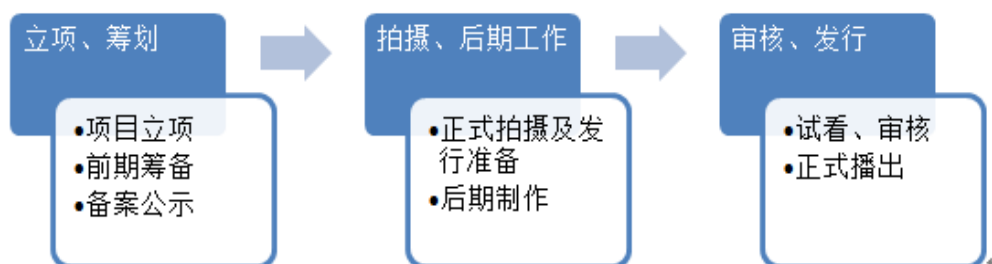 立项、筹划
•项目立项
•前期筹备
•备案公示
拍摄、后期工作
•正式拍摄及发
行准备
•后期制作
审核、发行
•试看、审核
•正式播出